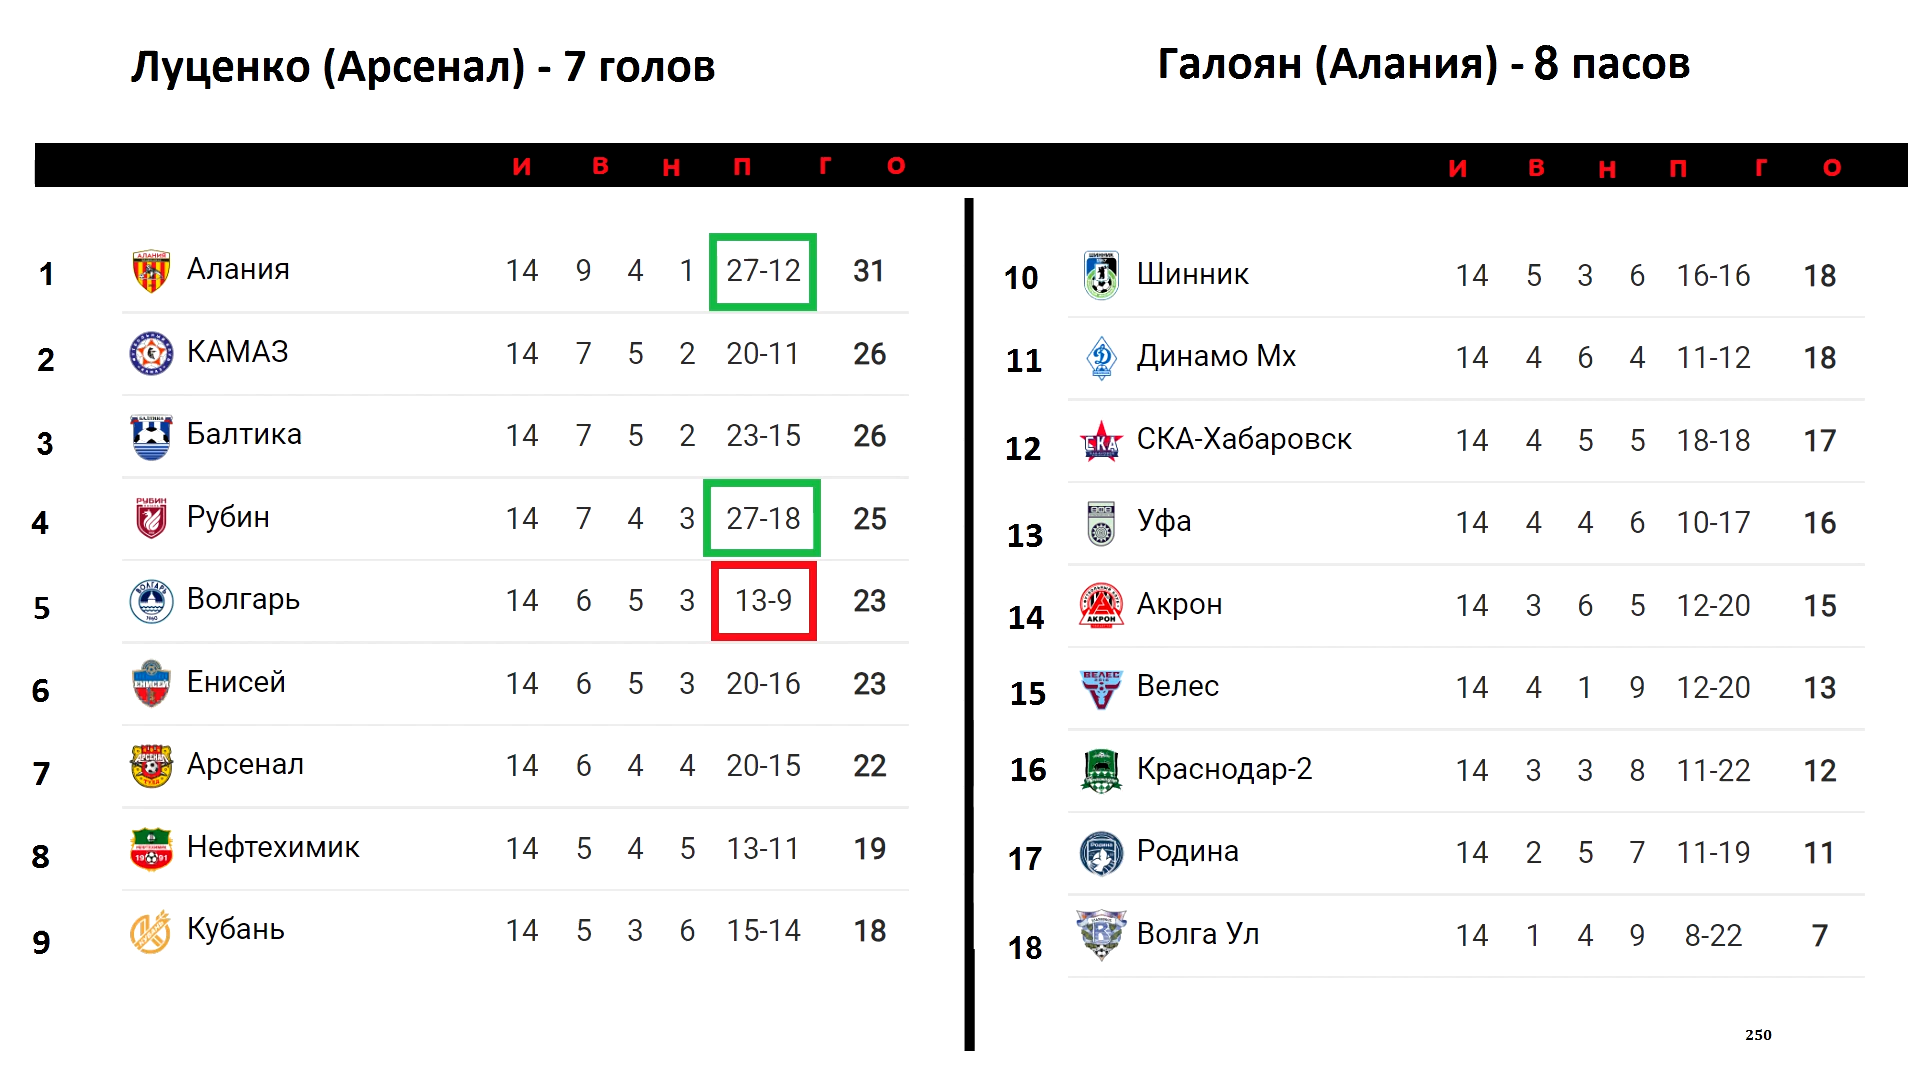 Луценко (Арсенал) - 7 голов
Галоян (Алания) - 8 пасов
И В Н П Г О
1 Алания 14 9 4 1 27-12 31
2 КАМАЗ 14 7 5 2 20-11 26
3 Балтика 14 7 5 2 23-15 26
4 Рубин 14 7 4 3 27-18 25
5 Волгарь 14 6 5 3 13-9 23
6 Енисей 14 6 5 3 20-16 23
7 Арсенал 14 6 4 4 20-15 22
8 Нефтехимик 14 5 4 5 13-11 19
9 Кубань 14 5 3 6 15-14 18
И В Н П Г О
10 Шинник 14 5 3 6 16-16 18
11 Динамо Мх 14 4 6 4 11-12 18
12 СКА-Хабаровск 14 4 5 5 18-18 17
13 Уфа 14 4 4 6 10-17 16
14 Акрон 14 3 6 5 12-20 15
15 Велес 14 4 1 9 12-20 13
16 Краснодар-2 14 3 3 8 11-22 12
17 Родина 14 2 5 7 11-19 11
18 Волга Ул 14 1 4 9 8-22 7
250